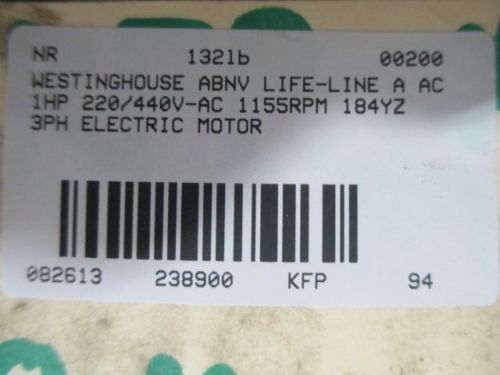 NR 132lb 00200
WESTINGHOUSE ABNV LIFE-LINE A AC
1HP 220/440V-AC 1155RPM 184YZ
3PH ELECTRIC MOTOR
082613 238900 KFP 94